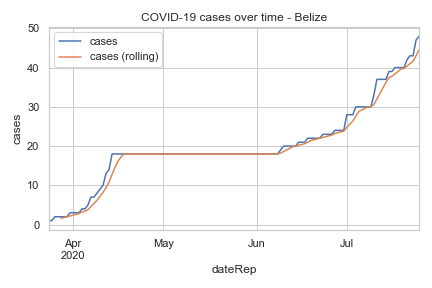 COVID-19 cases over time - Belize
cases
cases (rolling)
50
40
30
20
10
0
cases
Apr
2020
May
Jun
Jul
dateRep